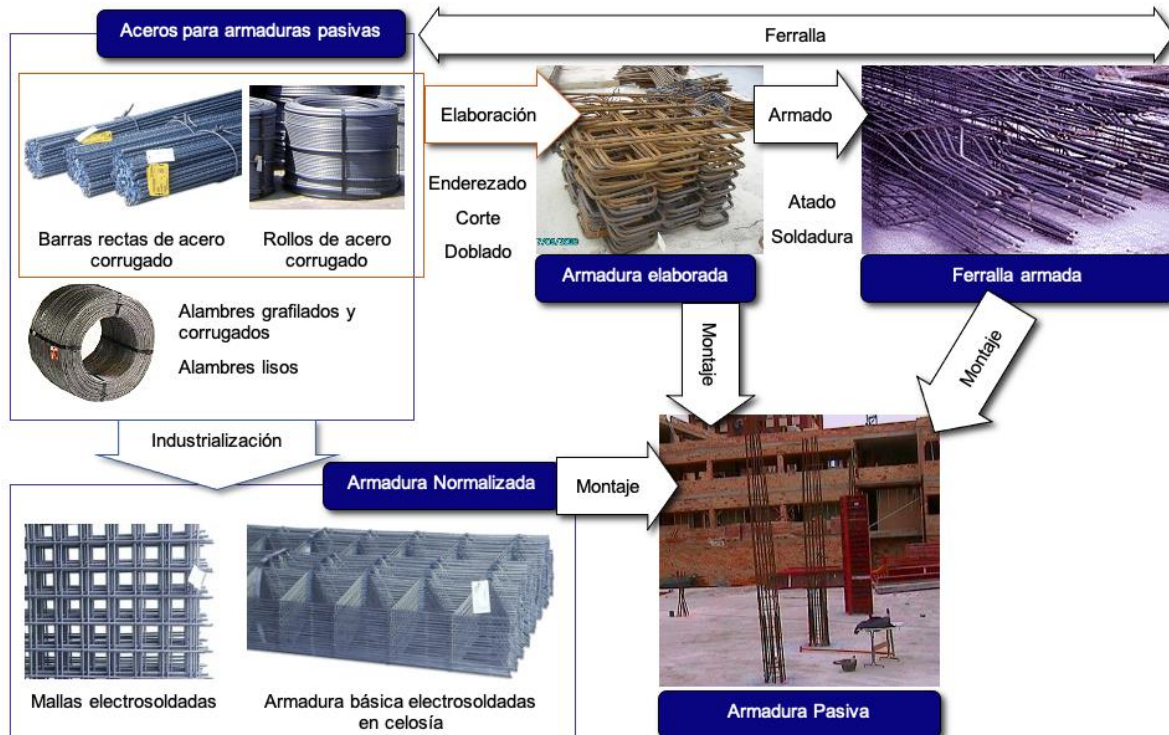 Aceros para armaduras pasivas
Ferralla
Elaboración
Armado
Enderezado
Corte
Doblado
Atado
Soldadura
Barras rectas de acero
corrugado
Rollos de acero
corrugado
Armadura elaborada
Ferralla armada
Alambres grafilados y
corrugados
Alambres lisos
Montaje
Montaje
Industrialización
Armadura Normalizada
Montaje
Mallas electrosoldadas
Armadura básica electrosoldadas
en celosía
Armadura Pasiva